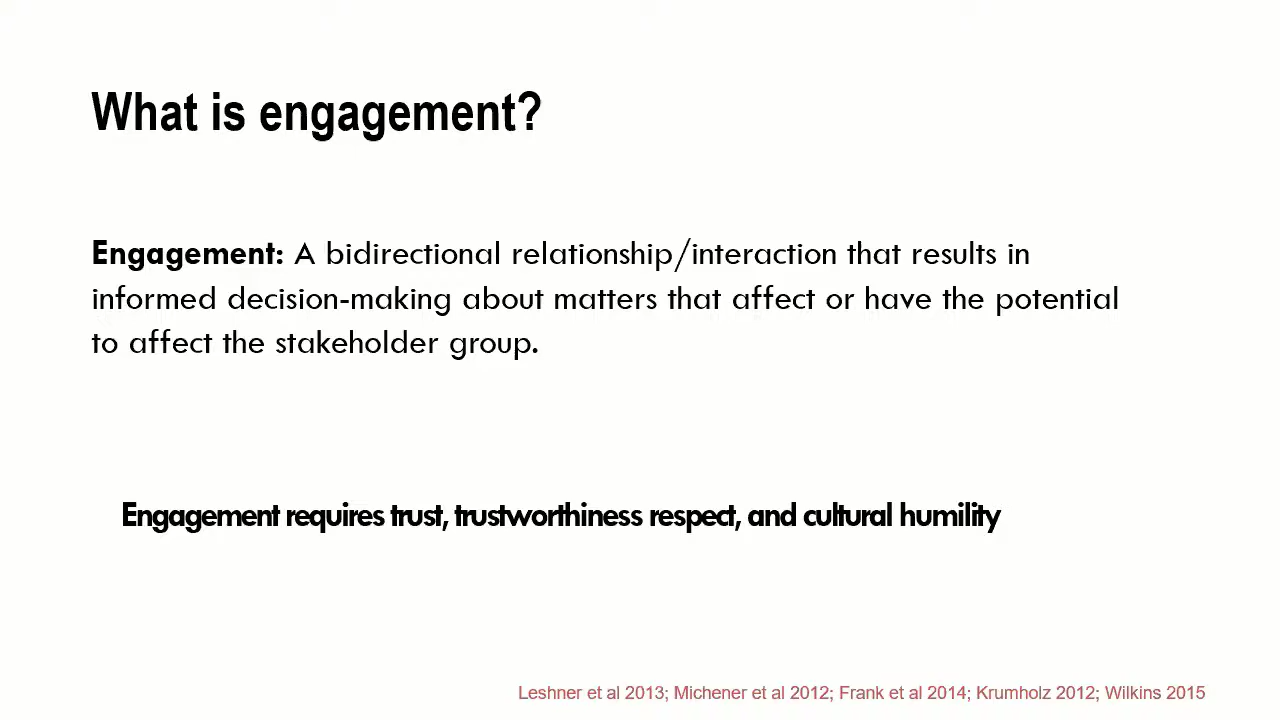 What is engagement?
Engagement: A bidirectional relationship/interaction that results in
informed decision-making about matters that affect or have the potential
to affect the stakeholder group.
Engagement requires trust, trustworthiness respect, and cultural humility
Leshner et al 2013; Michener et al 2012; Frank et al 2014; Krumholz 2012; Wilkins 2015